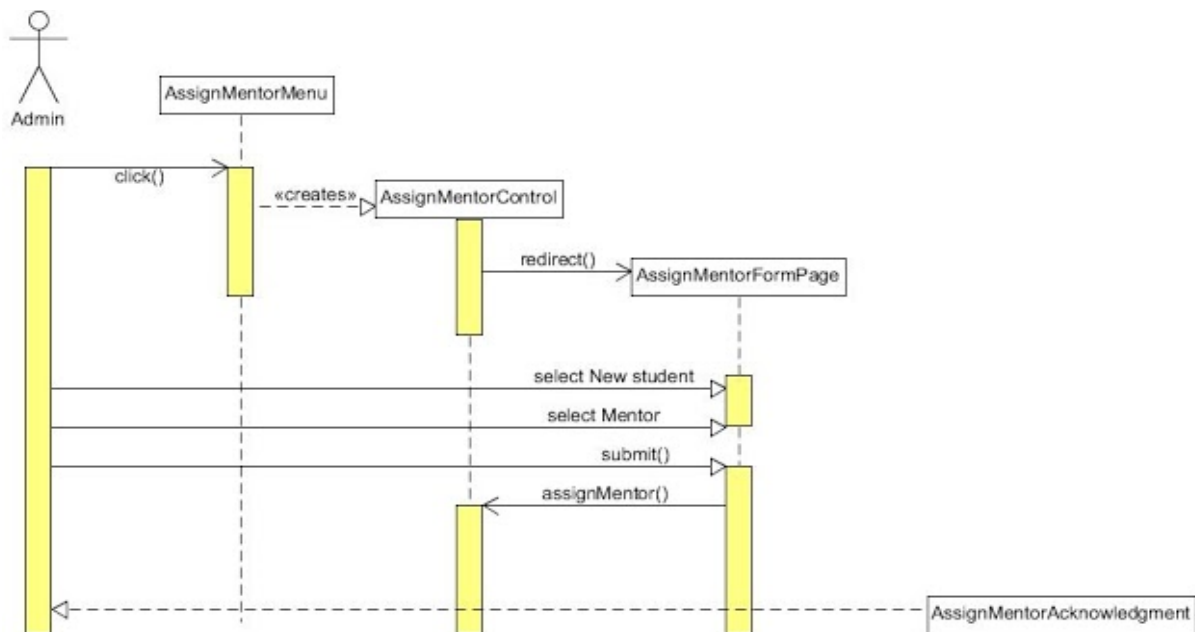 Admin
AssignMentorMenu
click()
«creates»
AssignMentorControl
redirect()
AssignMentorFormPage
select New student
select Mentor
submit()
assignMentor()
AssignMentorAcknowledgment